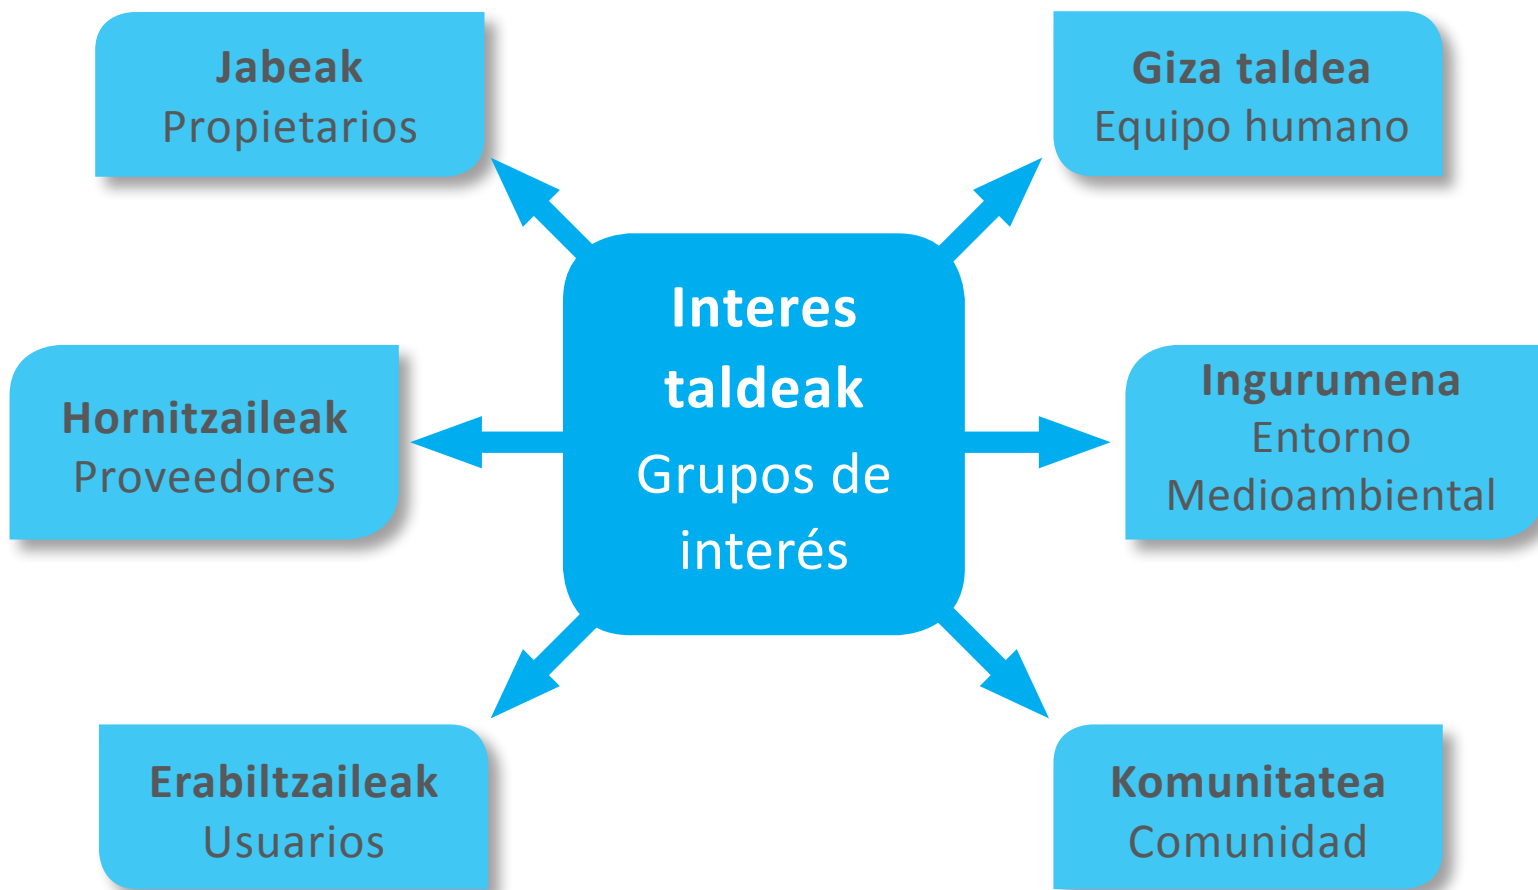 Jabeak
Propietarios
Giza taldea
Equipo humano
Interes
taldeak
Grupos de
interés
Hornitzaileak
Proveedores
Ingurumena
Entorno
Medioambiental
Erabiltzaileak
Usuarios
Komunitatea
Comunidad